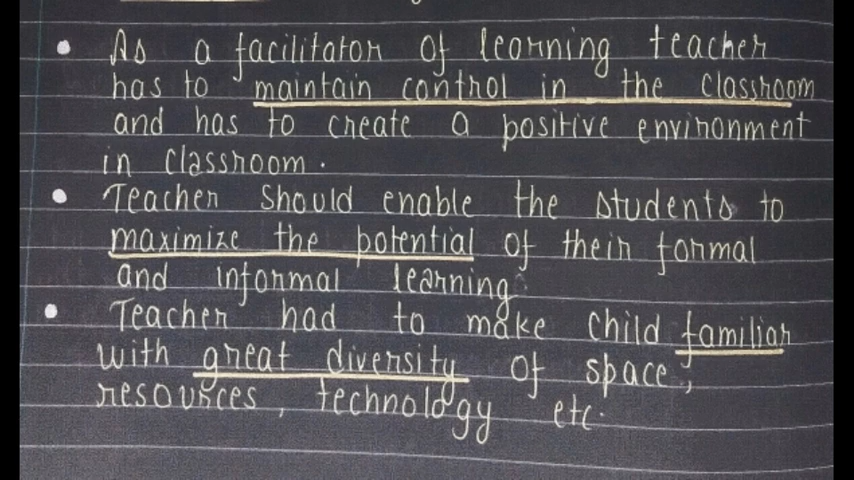 • As a facilitator of learning teacher
has to maintain control in the classroom
and has to create a positive environment
in classroom.
• Teacher should enable the students to
maximize the potential of their formal
and informal learning
• Teacher had to make child familiar
with great diversity of space,
resources, technology etc.